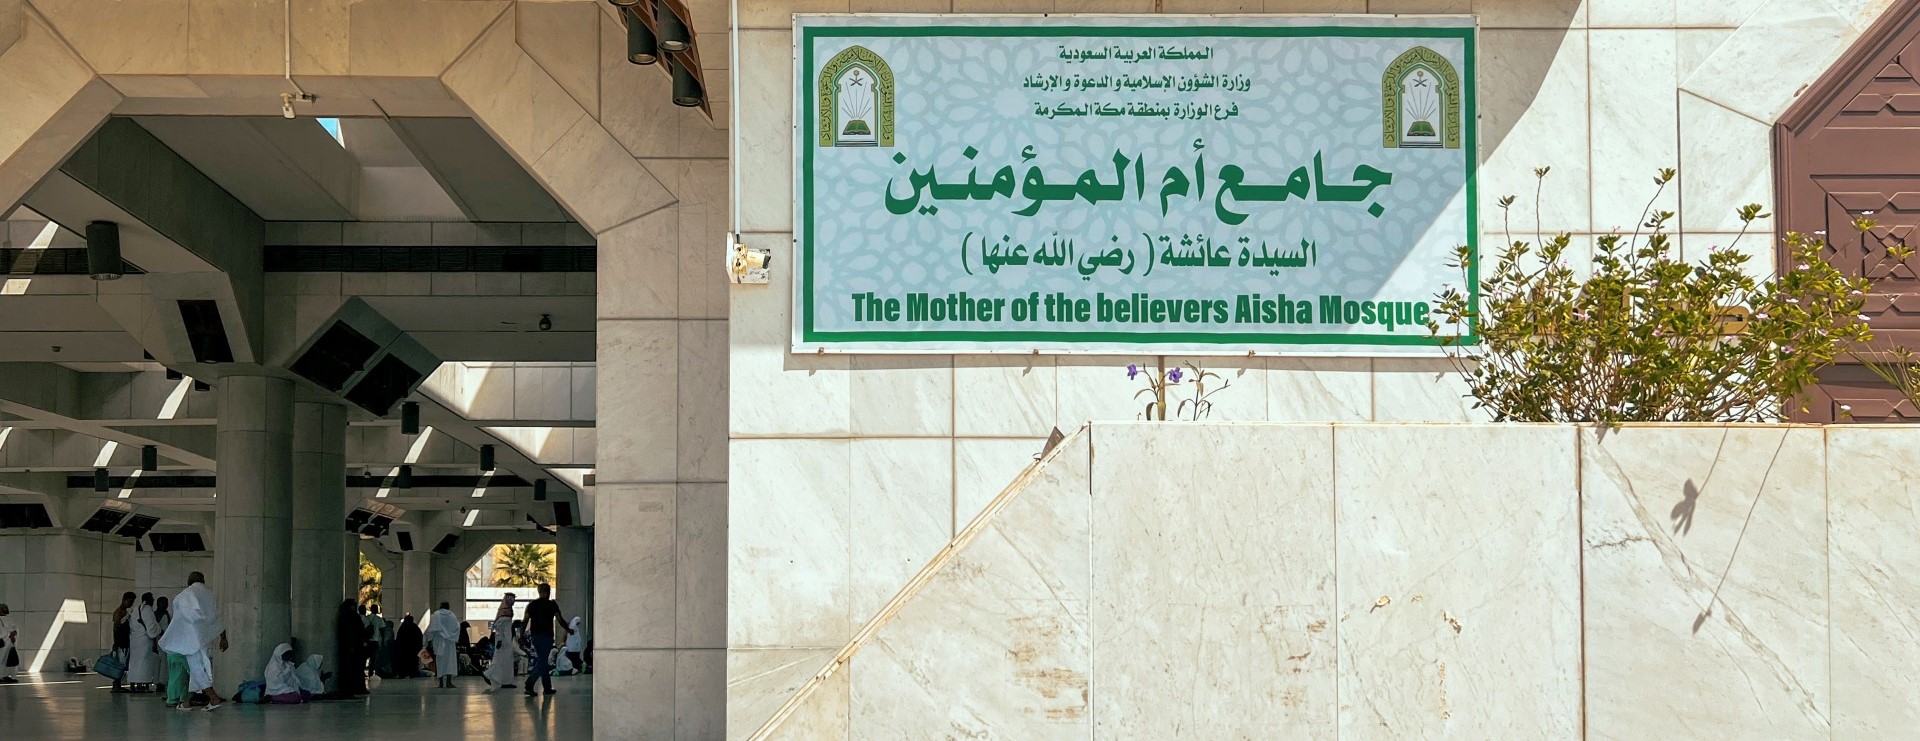 المملكة العربية السعودية
وزارة الشؤون الإسلامية والدعوة والإرشاد
فرع الوزارة بمنطقة مكة المكرمة
جامع أم المؤمنين
السيدة عائشة ( رضي الله عنها )
The Mother of the believers Aisha Mosque